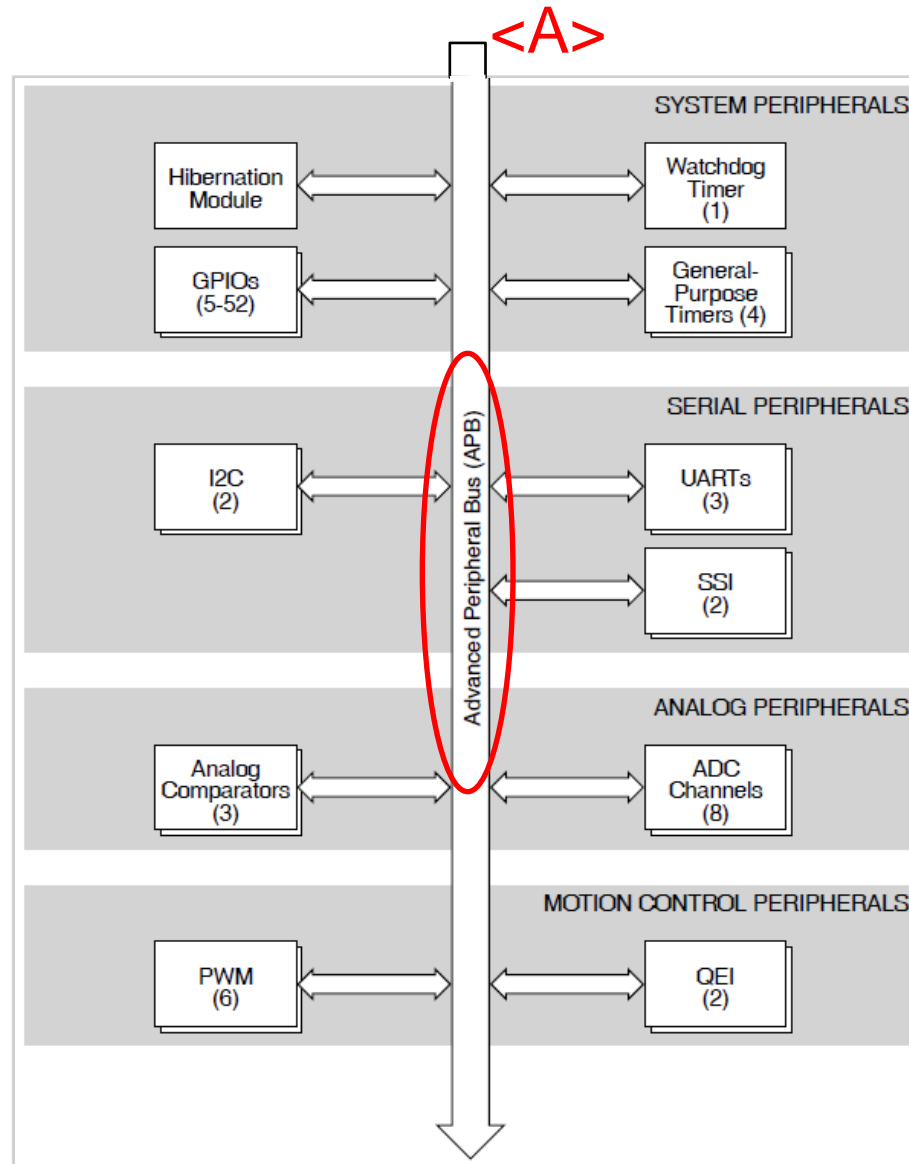 <A>
SYSTEM PERIPHERALS
Hibernation
Module
Watchdog
Timer
(1)
GPIOs
(5-52)
General-
Purpose
Timers (4)
Advanced Peripheral Bus (APB)
SERIAL PERIPHERALS
I2C
(2)
UARTs
(3)
SSI
(2)
ANALOG PERIPHERALS
Analog
Comparators
(3)
ADC
Channels
(8)
MOTION CONTROL PERIPHERALS
PWM
(6)
QEI
(2)